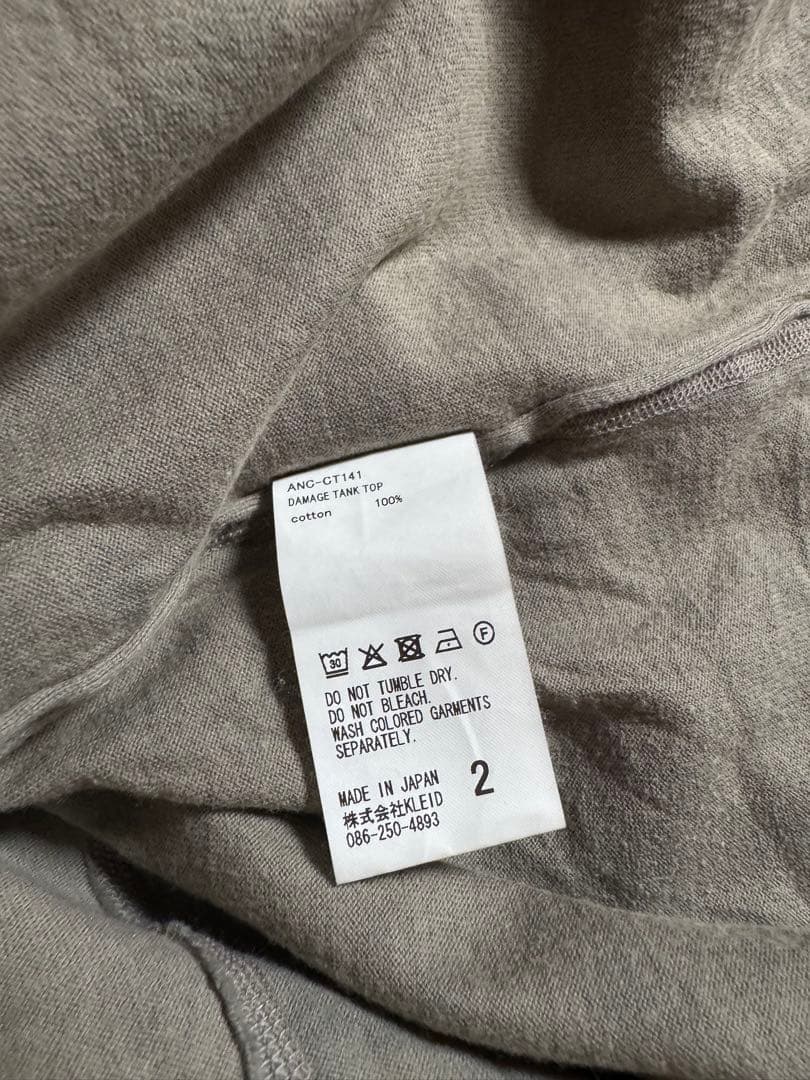 ANC-CT141
DAMAGE TANK TOP
cotton 100%
30 F
DO NOT TUMBLE DRY.
DO NOT BLEACH.
WASH COLORED GARMENTS
SEPARATELY.
MADE IN JAPAN 2
株式会社KLEID
086-250-4893